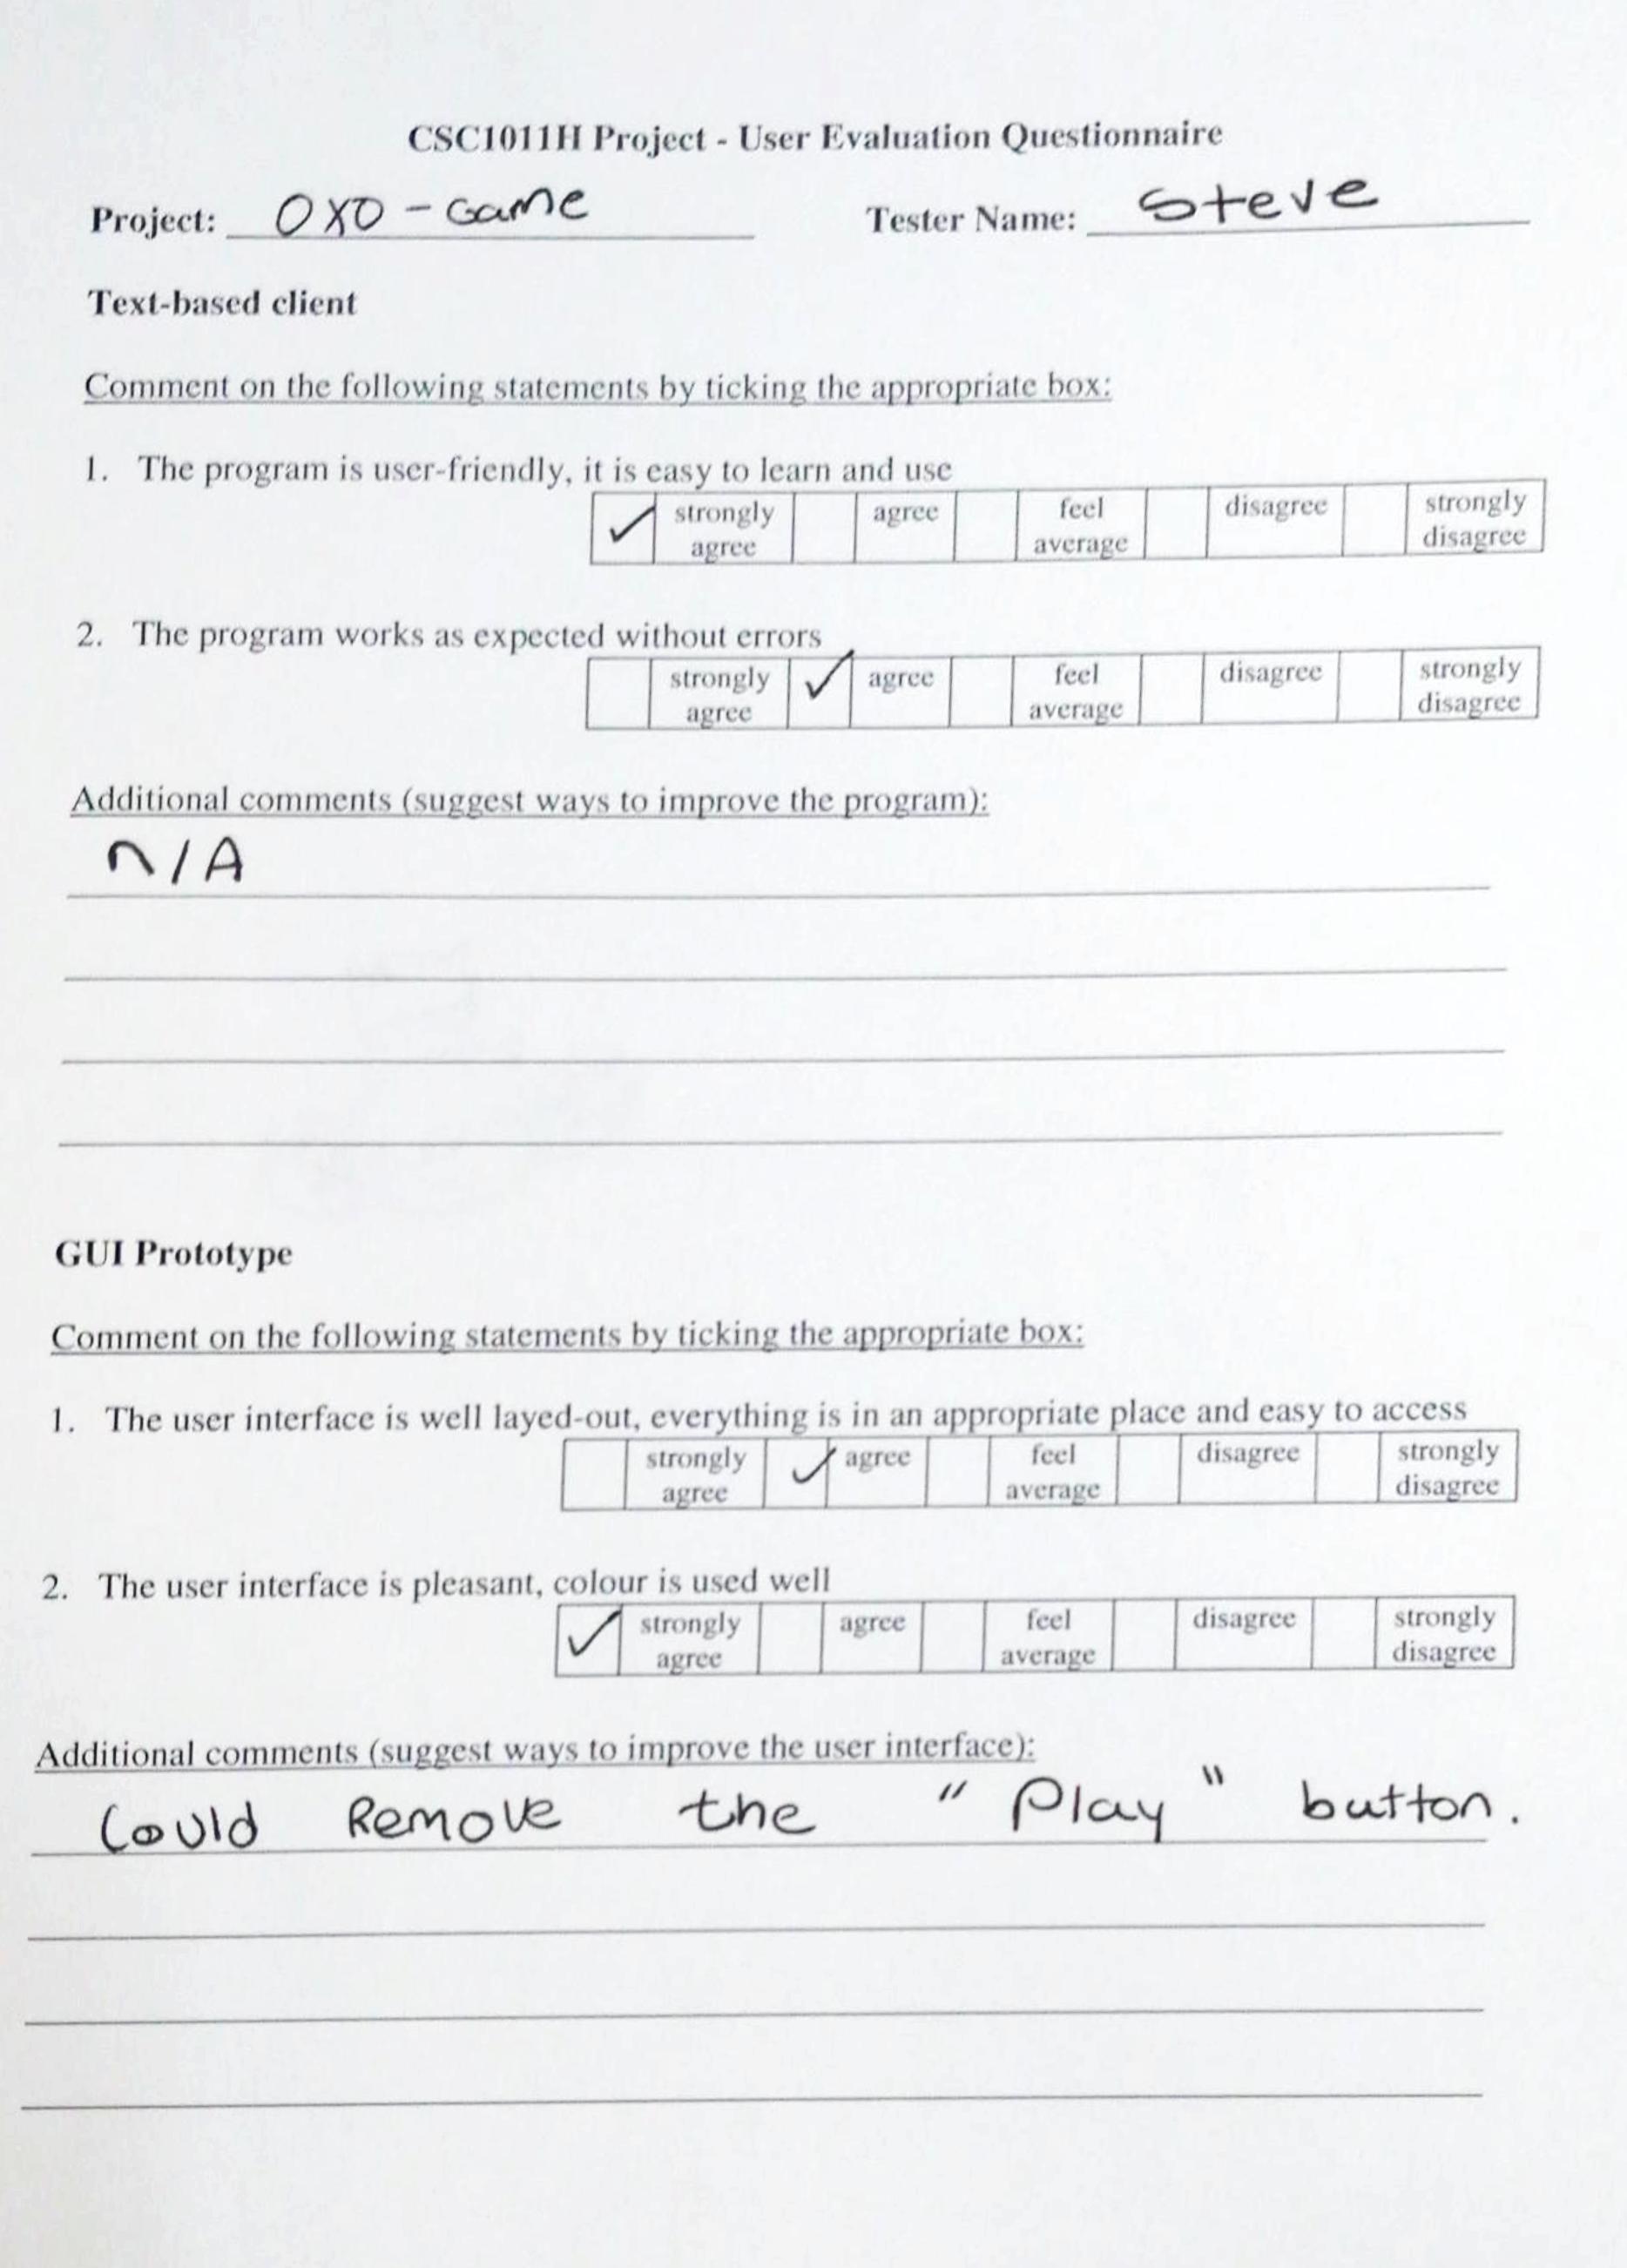 CSC1011H Project - User Evaluation Questionnaire
Project: OXO - Game Tester Name: Steve
Text-based client
Comment on the following statements by ticking the appropriate box:
1. The program is user-friendly, it is easy to learn and use
✓ strongly agree agree feel average disagree strongly disagree
2. The program works as expected without errors
strongly agree ✓ agree feel average disagree strongly disagree
Additional comments (suggest ways to improve the program):
N/A
GUI Prototype
Comment on the following statements by ticking the appropriate box:
1. The user interface is well layed-out, everything is in an appropriate place and easy to access
strongly agree ✓ agree feel average disagree strongly disagree
2. The user interface is pleasant, colour is used well
✓ strongly agree agree feel average disagree strongly disagree
Additional comments (suggest ways to improve the user interface):
Could Remove the "Play" button.